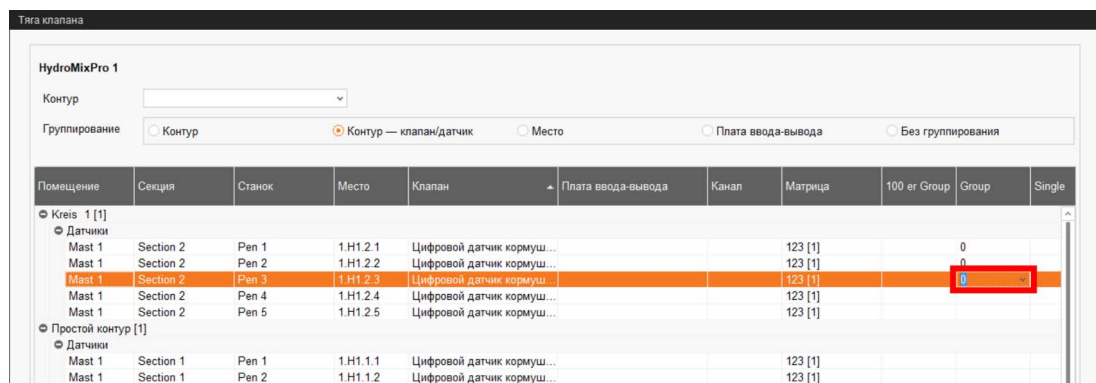 Тяга клапана
HydroMixPro 1
Контур
Группирование Контур Контур — клапан/датчик Место Плата ввода-вывода Без группирования
Помещение Секция Станок Место Клапан Плата ввода-вывода Канал Матрица 100 er Group Group Single
Kreis 1 [1]
Датчики
Mast 1 Section 2 Pen 1 1.H1.2.1 Цифровой датчик кормуш... 123 [1] 0
Mast 1 Section 2 Pen 2 1.H1.2.2 Цифровой датчик кормуш... 123 [1] 0
Mast 1 Section 2 Pen 3 1.H1.2.3 Цифровой датчик кормуш... 123 [1] 0
Mast 1 Section 2 Pen 4 1.H1.2.4 Цифровой датчик кормуш... 123 [1]
Mast 1 Section 2 Pen 5 1.H1.2.5 Цифровой датчик кормуш... 123 [1]
Простой контур [1]
Датчики
Mast 1 Section 1 Pen 1 1.H1.1.1 Цифровой датчик кормуш... 123 [1]
Mast 1 Section 1 Pen 2 1.H1.1.2 Цифровой датчик кормуш... 123 [1]